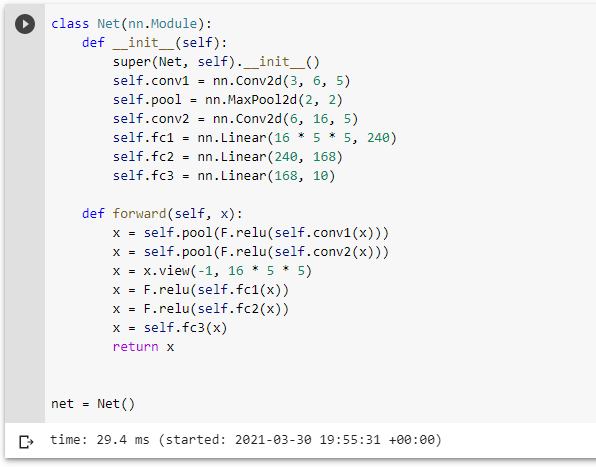 class Net(nn.Module):
    def __init__(self):
        super(Net, self).__init__()
        self.conv1 = nn.Conv2d(3, 6, 5)
        self.pool = nn.MaxPool2d(2, 2)
        self.conv2 = nn.Conv2d(6, 16, 5)
        self.fc1 = nn.Linear(16 * 5 * 5, 240)
        self.fc2 = nn.Linear(240, 168)
        self.fc3 = nn.Linear(168, 10)

    def forward(self, x):
        x = self.pool(F.relu(self.conv1(x)))
        x = self.pool(F.relu(self.conv2(x)))
        x = x.view(-1, 16 * 5 * 5)
        x = F.relu(self.fc1(x))
        x = F.relu(self.fc2(x))
        x = self.fc3(x)
        return x


net = Net()
time: 29.4 ms (started: 2021-03-30 19:55:31 +00:00)